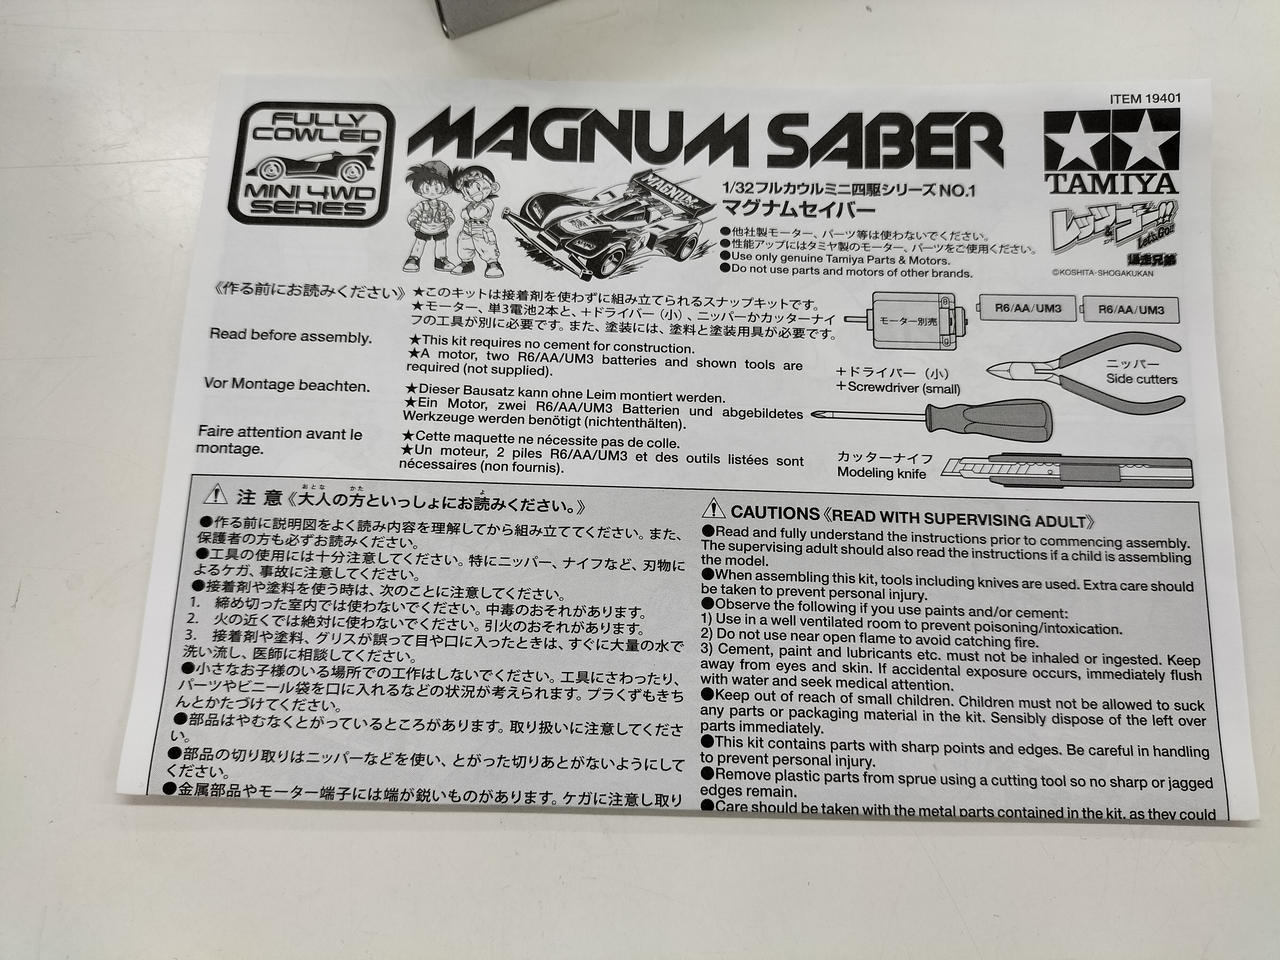 ITEM 19401
FULLY
COWLED
MINI 4WD
SERIES
MAGNUM SABER
MAGNUM
TAMIYA
1/32フルカウルミニ四駆シリーズNO.1
マグナムセイバー
●他社製モーター、パーツ等は使わないでください。
●性能アップにはタミヤ製のモーター、パーツをご使用ください。
●Use only genuine Tamiya Parts & Motors.
●Do not use parts and motors of other brands.
レッツ&ゴー!!
Let's & Go!!
爆走兄弟
©KOSHITA・SHOGAKUKAN
《作る前にお読みください》
★このキットは接着剤を使わずに組み立てられるスナップキットです。
★モーター、単3電池2本と、+ドライバー(小)、ニッパーかカッターナイ
フの工具が別に必要です。また、塗装には、塗料と塗装用具が必要です。
Read before assembly.
★This kit requires no cement for construction.
★A motor, two R6/AA/UM3 batteries and shown tools are
required (not supplied).
Vor Montage beachten.
★Dieser Bausatz kann ohne Leim montiert werden.
★Ein Motor, zwei R6/AA/UM3 Batterien und abgebildetes
Werkzeuge werden benötigt (nichtenthälten).
Faire attention avant le
montage.
★Cette maquette ne nécessite pas de colle.
★Un moteur, 2 piles R6/AA/UM3 et des outils listées sont
nécessaires (non fournis).
モーター別売
R6/AA/UM3
R6/AA/UM3
ニッパー
Side cutters
+ドライバー(小)
+Screwdriver (small)
カッターナイフ
Modeling knife
注意《大人の方といっしょにお読みください。》
●作る前に説明図をよく読み内容を理解してから組み立ててください。また、
保護者の方も必ずお読みください。
●工具の使用には十分注意してください。特にニッパー、ナイフなど、刃物に
よるケガ、事故に注意してください。
●接着剤や塗料を使う時は、次のことに注意してください。
1. 締め切った室内では使わないでください。中毒のおそれがあります。
2. 火の近くでは絶対に使わないでください。引火のおそれがあります。
3. 接着剤や塗料、グリスが誤って目や口に入ったときは、すぐに大量の水で
洗い流し、医師に相談してください。
●小さなお子様のいる場所での工作はしないでください。工具にさわったり、
パーツやビニール袋を口に入れるなどの状況が考えられます。プラくずもきち
んとかたづけてください。
●部品はやむなくとがっているところがあります。取り扱いに注意してくださ
い。
●部品の切り取りはニッパーなどを使い、とがった切りあとがないようにして
ください。
●金属部品やモーター端子には端が鋭いものがあります。ケガに注意し取り
CAUTIONS《READ WITH SUPERVISING ADULT》
●Read and fully understand the instructions prior to commencing assembly.
The supervising adult should also read the instructions if a child is assembling
the model.
●When assembling this kit, tools including knives are used. Extra care should
be taken to prevent personal injury.
●Observe the following if you use paints and/or cement:
1) Use in a well ventilated room to prevent poisoning/intoxication.
2) Do not use near open flame to avoid catching fire.
3) Cement, paint and lubricants etc. must not be inhaled or ingested. Keep
away from eyes and skin. If accidental exposure occurs, immediately flush
with water and seek medical attention.
●Keep out of reach of small children. Children must not be allowed to suck
any parts or packaging material in the kit. Sensibly dispose of the left over
parts immediately.
●This kit contains parts with sharp points and edges. Be careful in handling
to prevent personal injury.
●Remove plastic parts from sprue using a cutting tool so no sharp or jagged
edges remain.
●Care should be taken with the metal parts contained in the kit, as they could